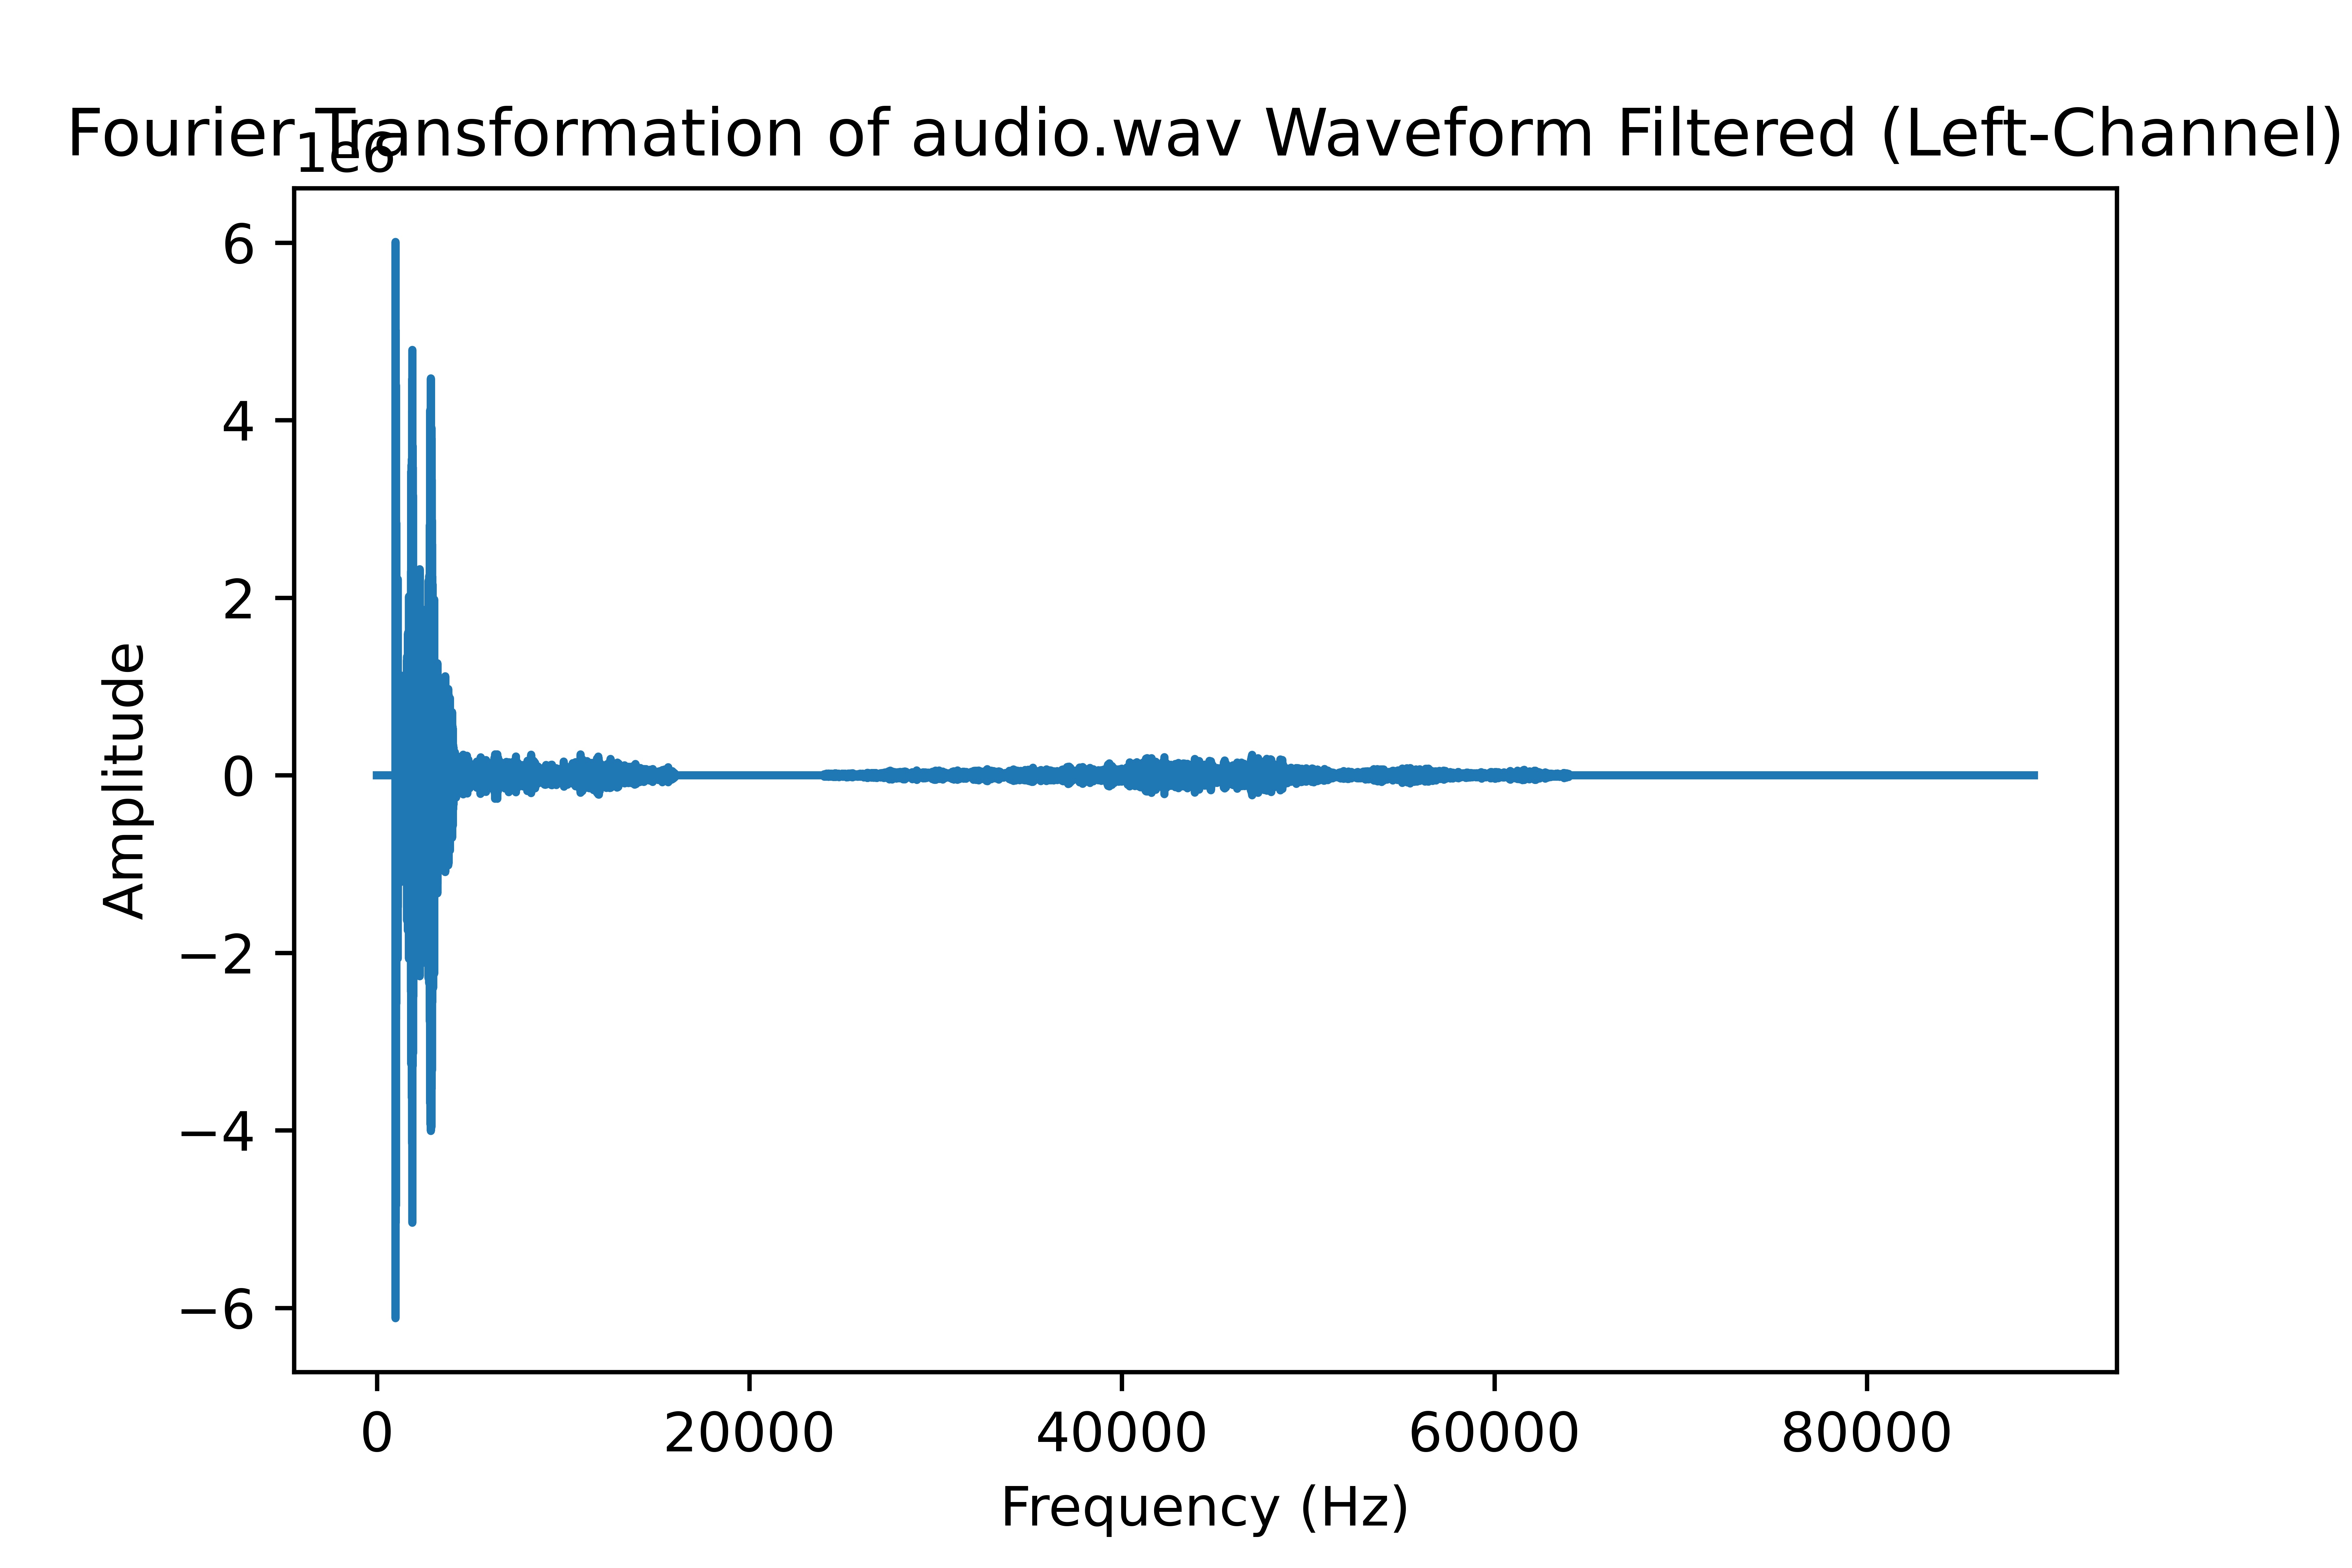 Fourier Transformation of audio.wav Waveform Filtered (Left-Channel)
1e6
6
4
2
0
−2
−4
−6
Amplitude
0 20000 40000 60000 80000
Frequency (Hz)